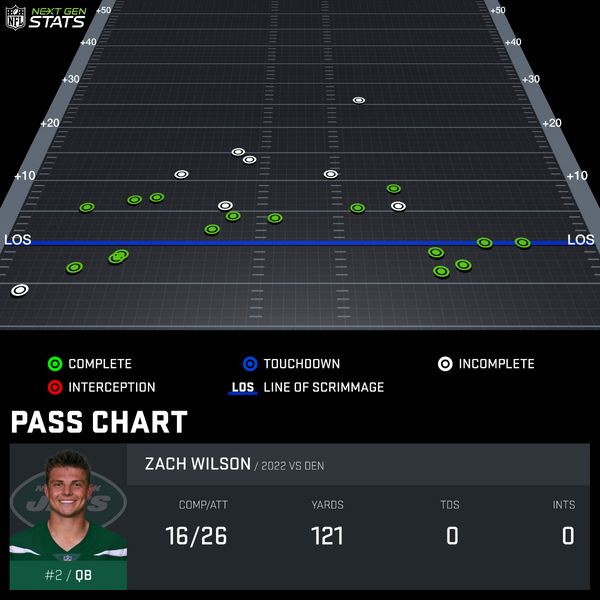 NFL NEXT GEN STATS
+50 +50
+40 +40
+30 +30
+20 +20
+10 +10
LOS LOS
COMPLETE TOUCHDOWN INCOMPLETE
INTERCEPTION LOS LINE OF SCRIMMAGE
PASS CHART
ZACH WILSON / 2022 VS DEN
COMP/ATT YARDS TDS INTS
16/26 121 0 0
JETS
#2 / QB